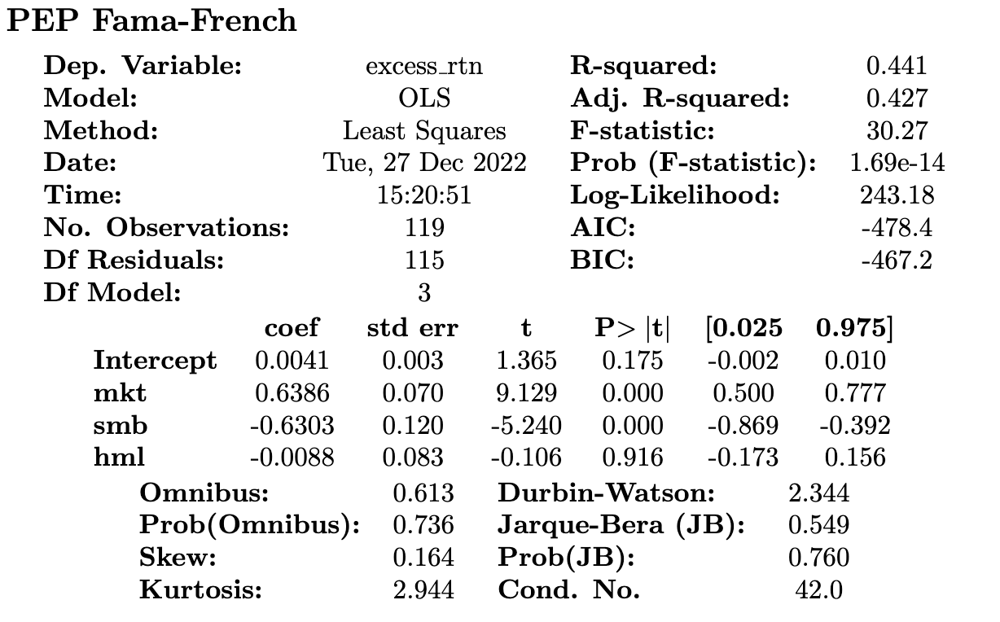 PEP Fama-French
Dep. Variable: excess_rtn R-squared: 0.441
Model: OLS Adj. R-squared: 0.427
Method: Least Squares F-statistic: 30.27
Date: Tue, 27 Dec 2022 Prob (F-statistic): 1.69e-14
Time: 15:20:51 Log-Likelihood: 243.18
No. Observations: 119 AIC: -478.4
Df Residuals: 115 BIC: -467.2
Df Model: 3
coef std err t P> |t| [0.025 0.975]
Intercept 0.0041 0.003 1.365 0.175 -0.002 0.010
mkt 0.6386 0.070 9.129 0.000 0.500 0.777
smb -0.6303 0.120 -5.240 0.000 -0.869 -0.392
hml -0.0088 0.083 -0.106 0.916 -0.173 0.156
Omnibus: 0.613 Durbin-Watson: 2.344
Prob(Omnibus): 0.736 Jarque-Bera (JB): 0.549
Skew: 0.164 Prob(JB): 0.760
Kurtosis: 2.944 Cond. No. 42.0